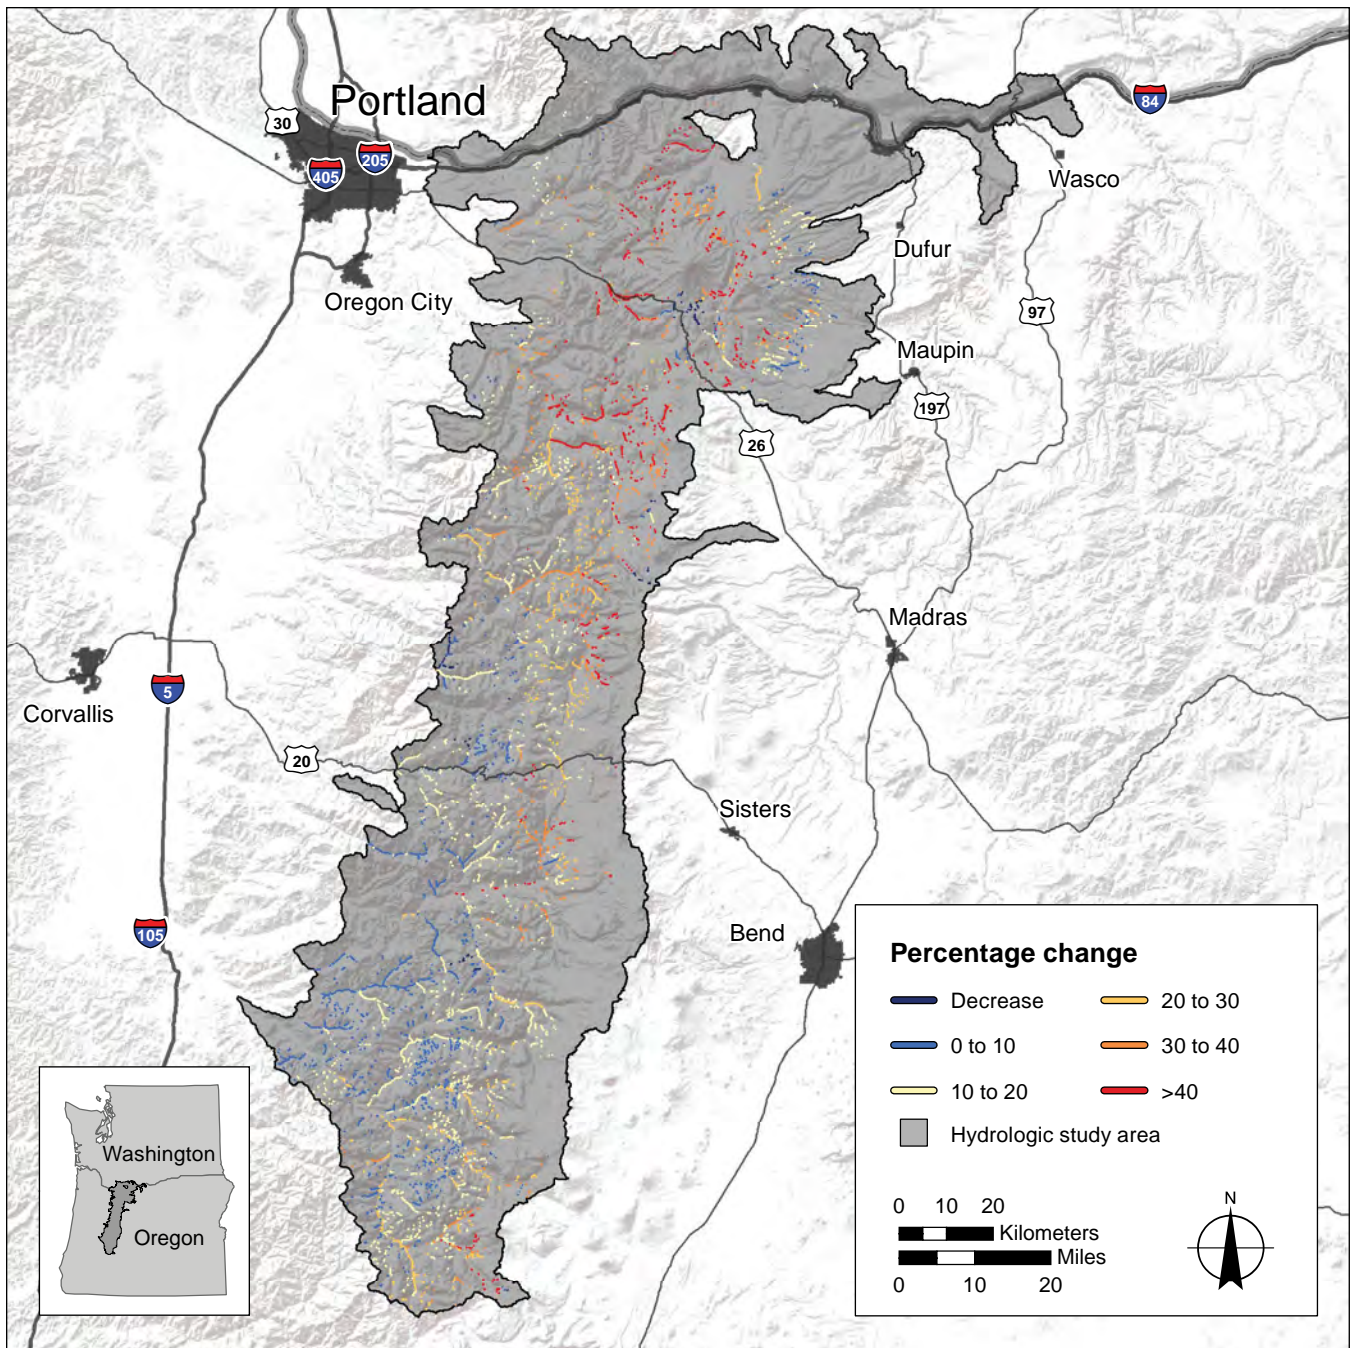 Portland
30
84
205
405
Wasco
Dufur
Oregon City
97
Maupin
197
26
Madras
5
Corvallis
20
Sisters
105
Bend
Percentage change
Decrease
20 to 30
0 to 10
30 to 40
10 to 20
>40
Hydrologic study area
Washington
Oregon
N
0 10 20
Kilometers
Miles
0 10 20